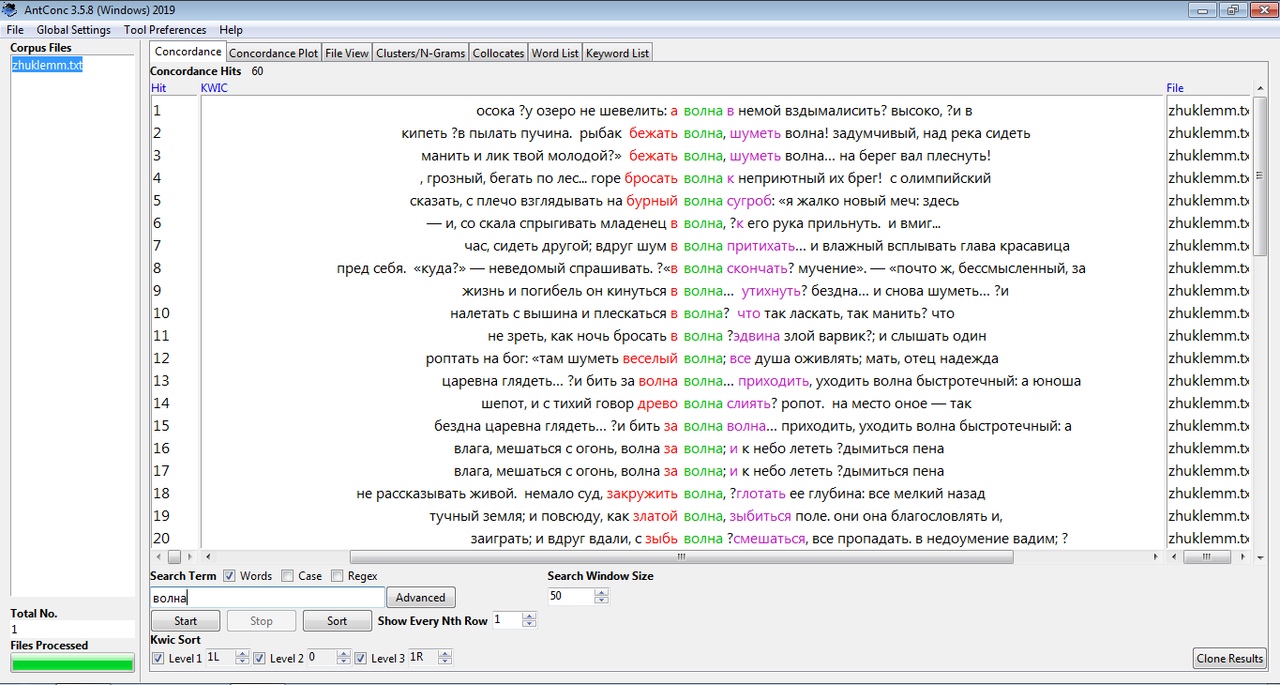 AntConc 3.5.8 (Windows) 2019
File Global Settings Tool Preferences Help
Corpus Files
zhuklemm.txt
Concordance Concordance Plot File View Clusters/N-Grams Collocates Word List Keyword List
Concordance Hits 60
Hit KWIC File
1 осока ?у озеро не шевелить: а волна в немой вздымалисить? высоко, ?и в zhuklemm.tx
2 кипеть ?в пылать пучина. рыбак бежать волна, шуметь волна! задумчивый, над река сидеть zhuklemm.tx
3 манить и лик твой молодой?» бежать волна, шуметь волна... на берег вал плеснуть! zhuklemm.tx
4 , грозный, бегать по лес... горе бросать волна к неприютный их брег! с олимпийский zhuklemm.tx
5 сказать, с плечо взглядывать на бурный волна сугроб: «я жалко новый меч: здесь zhuklemm.tx
6 — и, со скала спрыгивать младенец в волна, ?к его рука прильнуть. и вмиг... zhuklemm.tx
7 час, сидеть другой; вдруг шум в волна притихать... и влажный всплывать глава красавица zhuklemm.tx
8 пред себя. «куда?» — неведомый спрашивать. ?«в волна скончать? мучение». — «почто ж, бессмысленный, за zhuklemm.tx
9 жизнь и погибель он кинуться в волна... утихнуть? бездна... и снова шуметь... ?и zhuklemm.tx
10 налетать с вышина и плескаться в волна? что так ласкать, так манить? что zhuklemm.tx
11 не зреть, как ночь бросать в волна ?эдвина злой варвик?; и слышать один zhuklemm.tx
12 роптать на бог: «там шуметь веселый волна; все душа оживлять; мать, отец надежда zhuklemm.tx
13 царевна глядеть... ?и бить за волна волна... приходить, уходить волна быстротечный: а юноша zhuklemm.tx
14 шепот, и с тихий говор древо волна слиять? ропот. на место оное — так zhuklemm.tx
15 бездна царевна глядеть... ?и бить за волна волна... приходить, уходить волна быстротечный: а zhuklemm.tx
16 влага, мешаться с огонь, волна за волна; и к небо лететь ?дымиться пена zhuklemm.tx
17 влага, мешаться с огонь, волна за волна; и к небо лететь ?дымиться пена zhuklemm.tx
18 не рассказывать живой. немало суд, закружить волна, ?глотать ее глубина: все мелкий назад zhuklemm.tx
19 тучный земля; и повсюду, как златой волна, зыбиться поле. они она благословлять и, zhuklemm.tx
20 заиграть; и вдруг вдали, с зыбь волна ?смешаться, все пропадать. в недоумение вадим; ? zhuklemm.tx
Search Term Words Case Regex Search Window Size
волна Advanced 50
Start Stop Sort Show Every Nth Row 1
Kwic Sort
Level 1 1L Level 2 0 Level 3 1R Clone Results
Total No.
1
Files Processed